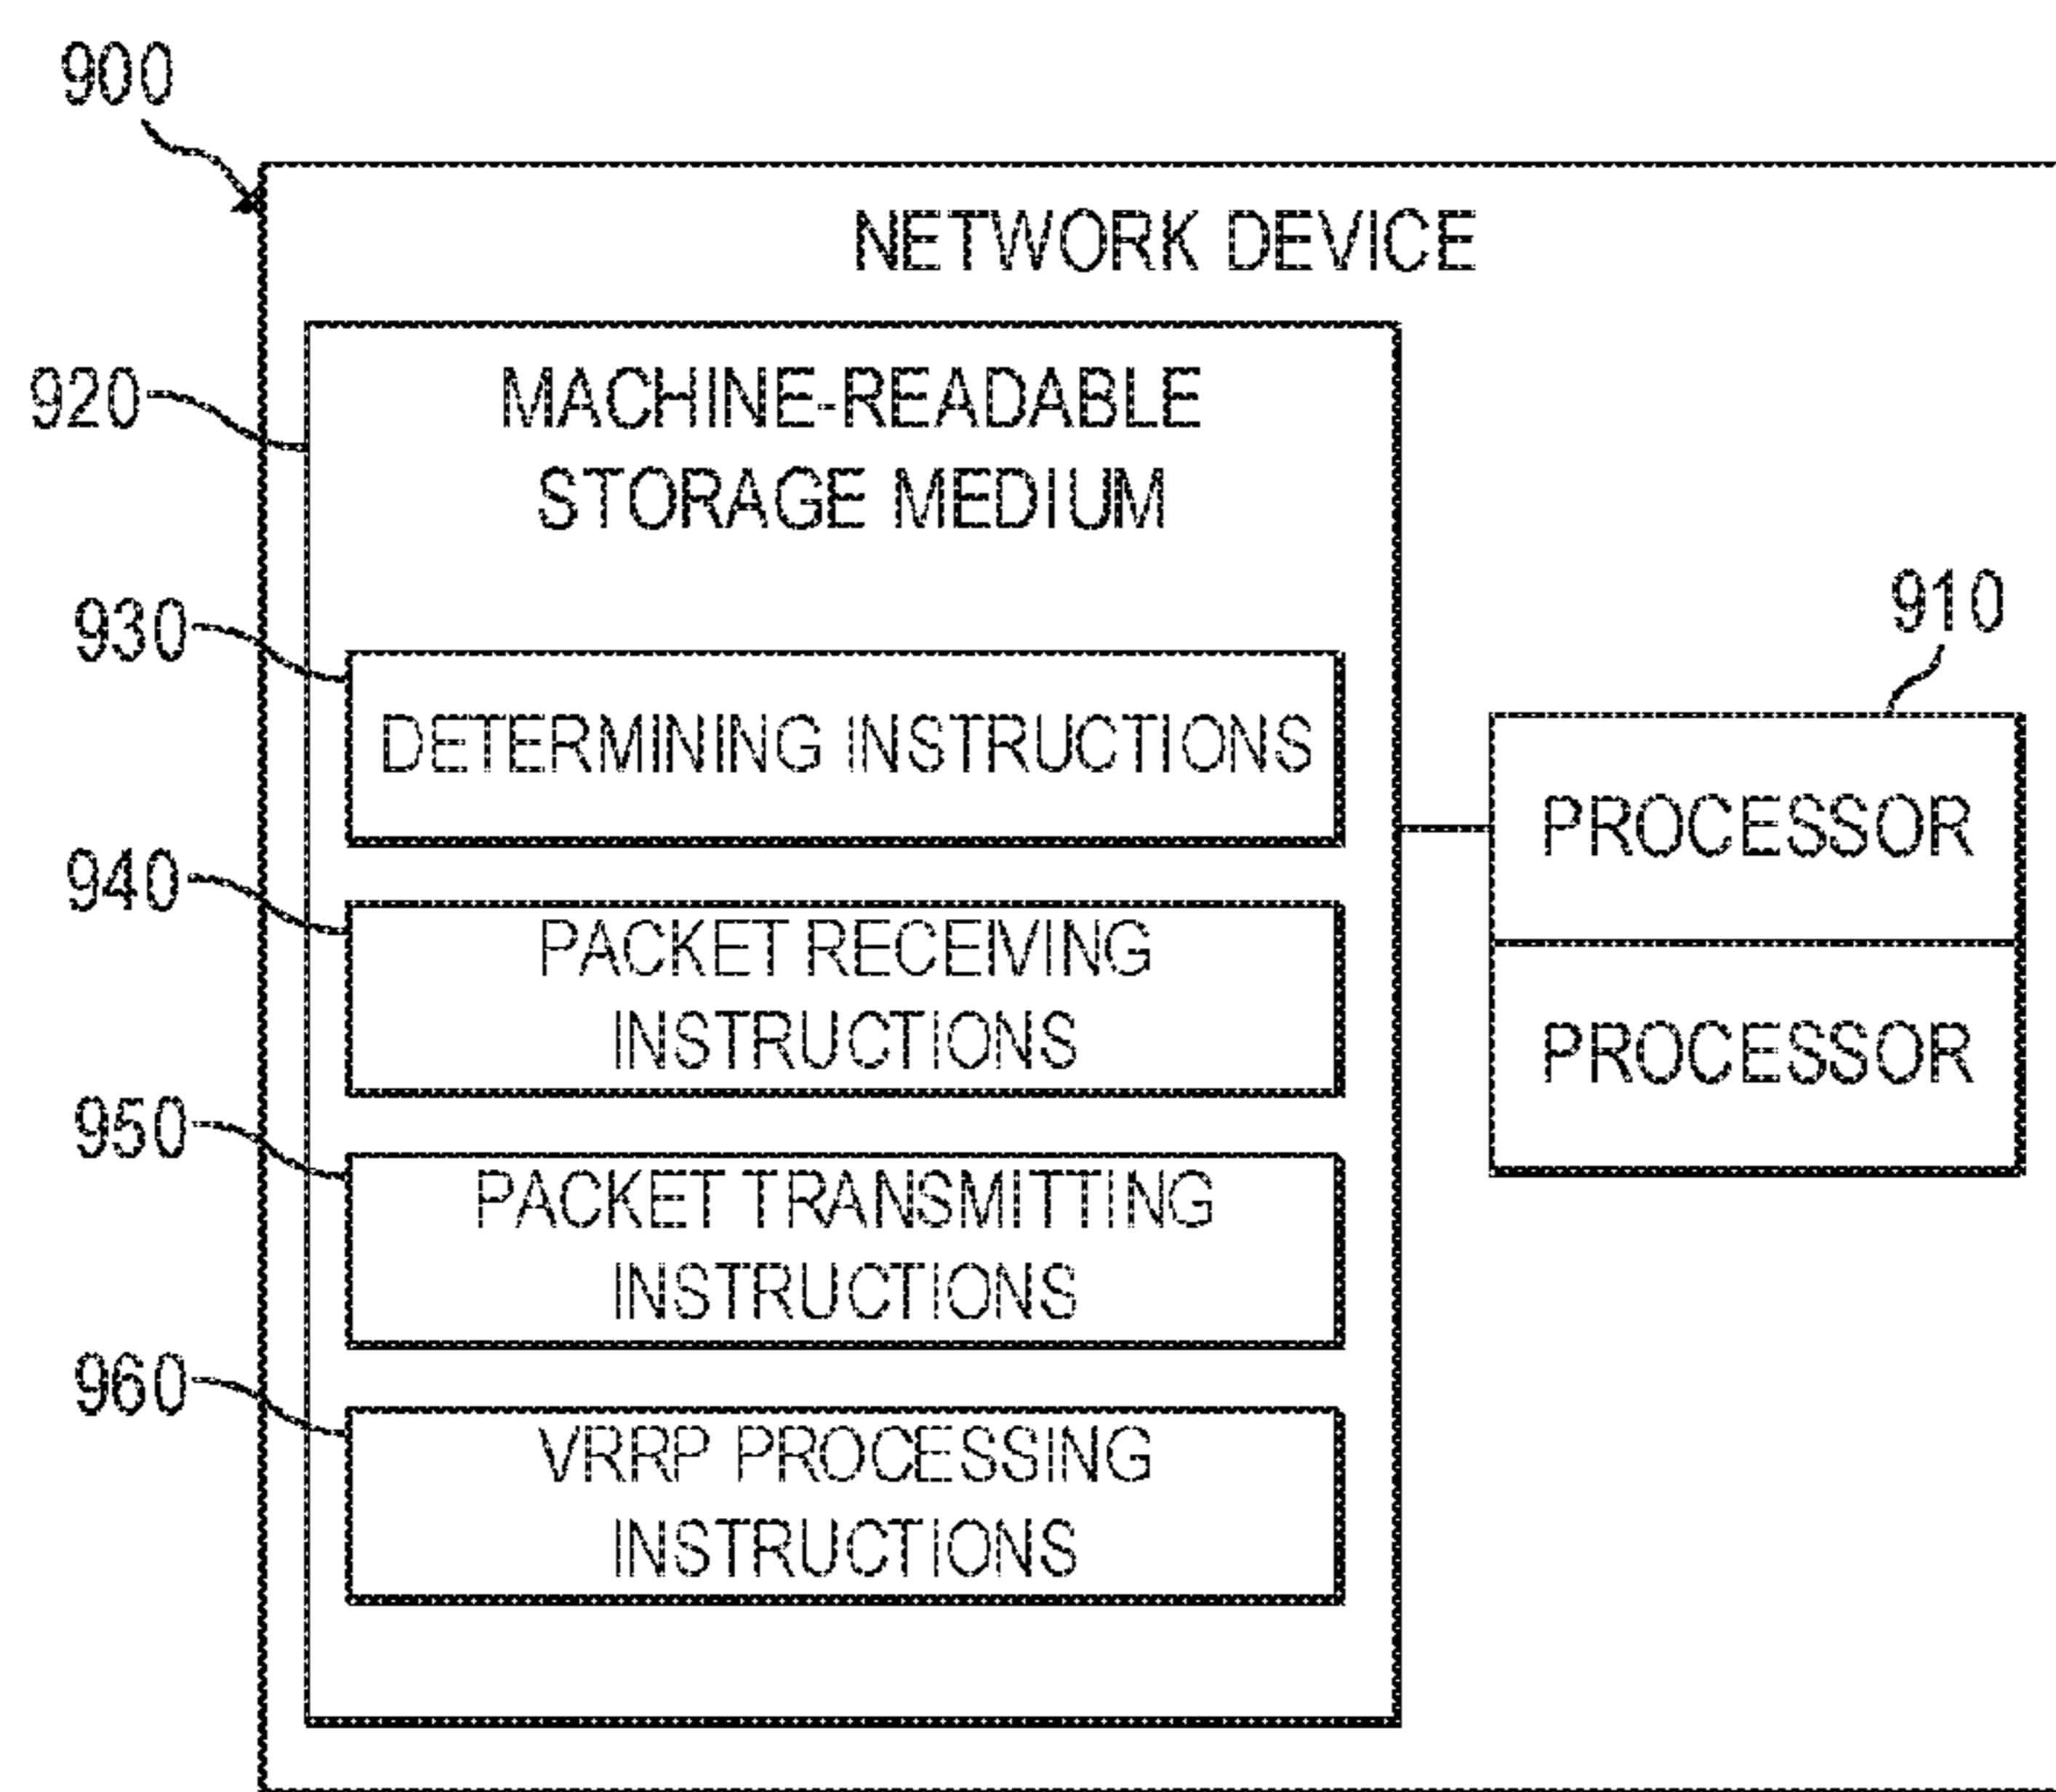 900
NETWORK DEVICE
920
MACHINE-READABLE
STORAGE MEDIUM
930
DETERMINING INSTRUCTIONS
910
PROCESSOR
940
PACKET RECEIVING
INSTRUCTIONS
PROCESSOR
950
PACKET TRANSMITTING
INSTRUCTIONS
960
VRRP PROCESSING
INSTRUCTIONS